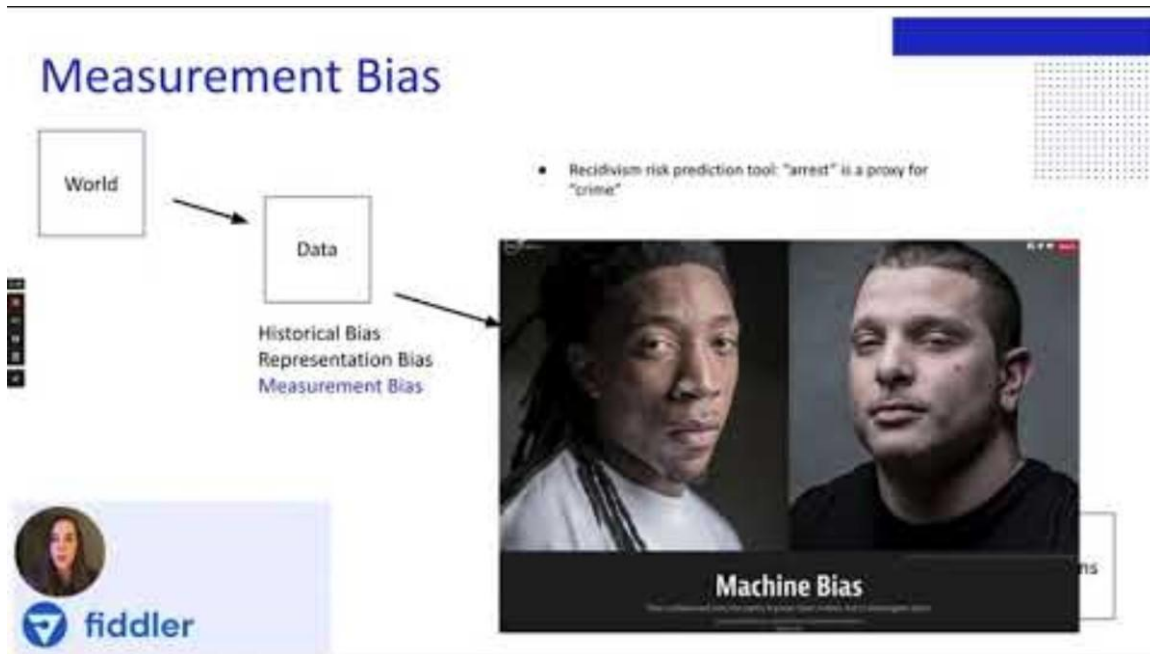 Measurement Bias
World
Recidivism risk prediction tool: "arrest" is a proxy for
"crime"
Data
Historical Bias
Representation Bias
Measurement Bias
Machine Bias
ns
fiddler